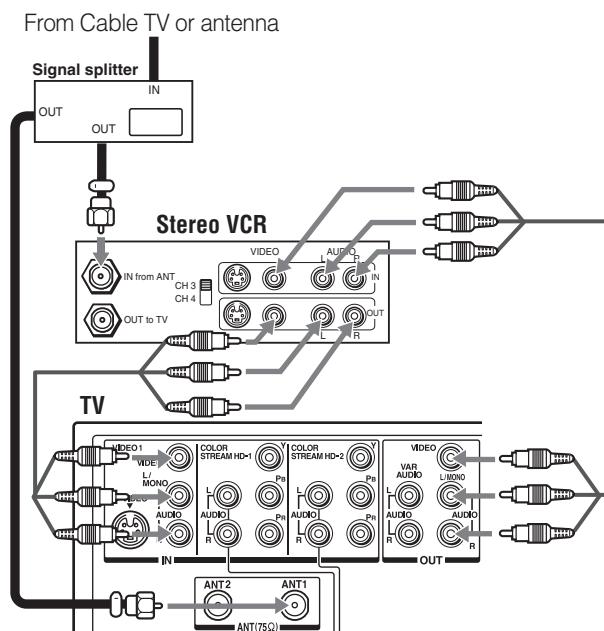 From Cable TV or antenna
Signal splitter
IN
OUT
OUT
Stereo VCR
VIDEO
AUDIO
L R
IN from ANT
IN
CH 3
CH 4
OUT to TV
OUT
L R
TV
VIDEO 1
L/
MONO
AUDIO
IN
COLOR
STREAM HD-1
Y
L
PB
AUDIO
PR
R
COLOR
STREAM HD-2
Y
L
PB
AUDIO
PR
R
VIDEO
VAR
AUDIO
L/MONO
L
AUDIO
R
R
OUT
ANT2
ANT1
ANT(75Ω)